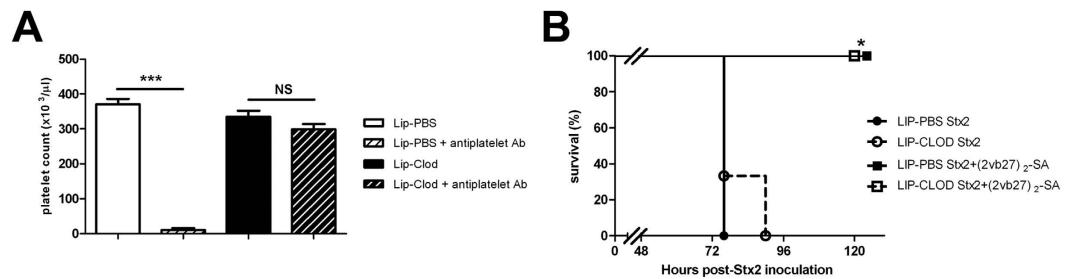 A
platelet count (x10 ³/µl)
500
400
300
200
100
0
***
NS
Lip-PBS
Lip-PBS + antiplatelet Ab
Lip-Clod
Lip-Clod + antiplatelet Ab
B
survival (%)
100
80
60
40
20
0
*
0 48 72 96 120
Hours post-Stx2 inoculation
LIP-PBS Stx2
LIP-CLOD Stx2
LIP-PBS Stx2+(2vb27) ₂-SA
LIP-CLOD Stx2+(2vb27) ₂-SA